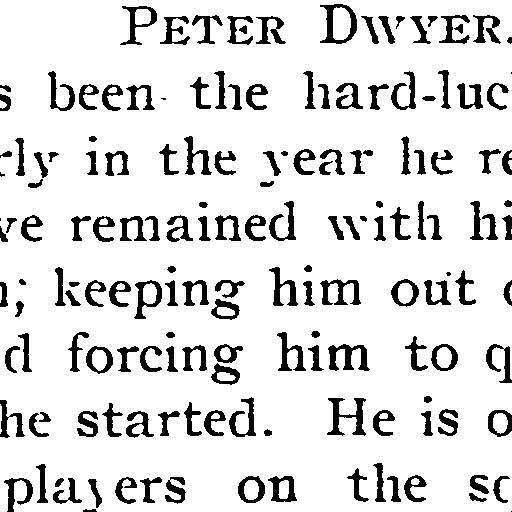 PETER DWYER.
s been the hard-luc
rly in the year he re
ve remained with hi
n; keeping him out o
d forcing him to q
he started. He is o
players on the sq